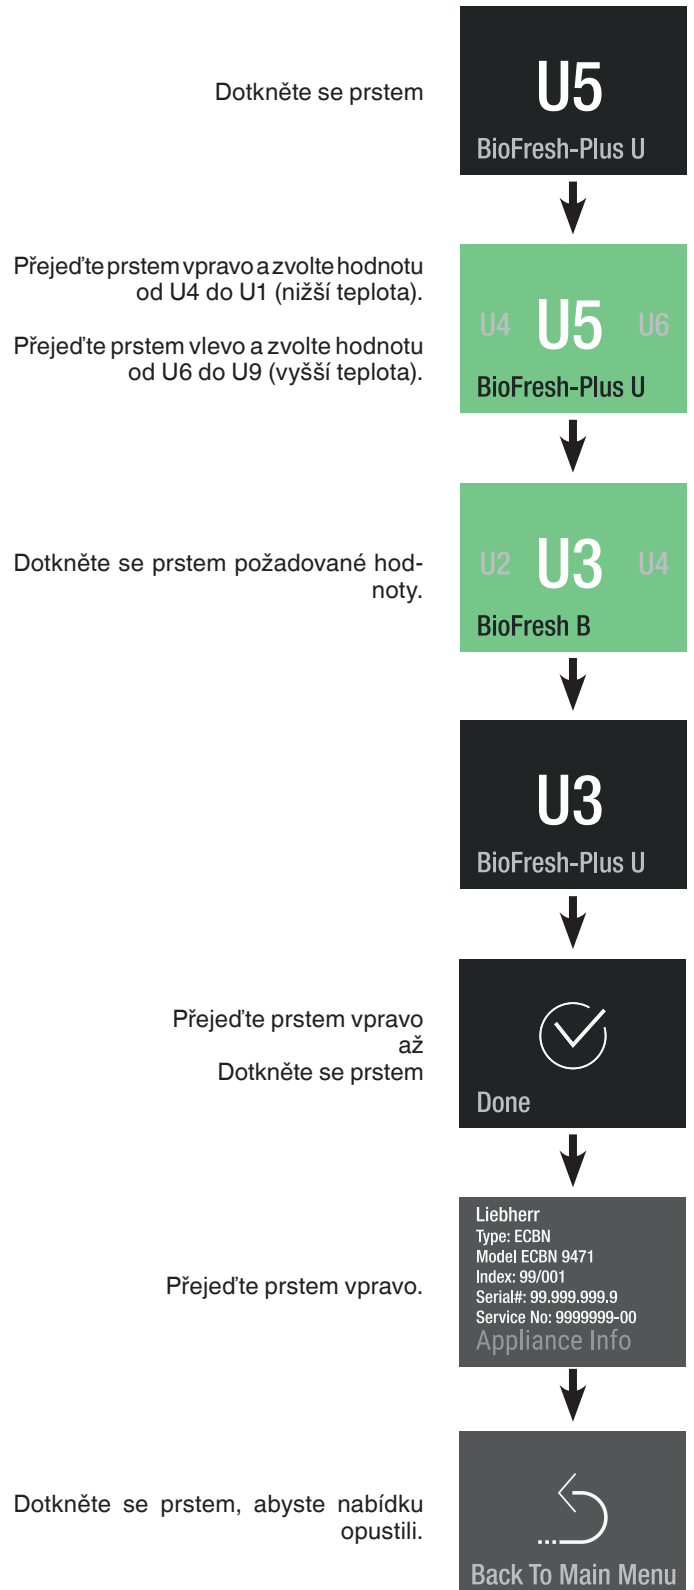 Dotkněte se prstem
U5
BioFresh-Plus U
Přejeďte prstem vpravo a zvolte hodnotu
od U4 do U1 (nižší teplota).
Přejeďte prstem vlevo a zvolte hodnotu
od U6 do U9 (vyšší teplota).
U4 U5 U6
BioFresh-Plus U
Dotkněte se prstem požadované hod-
noty.
U2 U3 U4
BioFresh B
U3
BioFresh-Plus U
Přejeďte prstem vpravo
až
Dotkněte se prstem
Done
Přejeďte prstem vpravo.
Liebherr
Type: ECBN
Model ECBN 9471
Index: 99/001
Serial#: 99.999.999.9
Service No: 9999999-00
Appliance Info
Dotkněte se prstem, abyste nabídku
opustili.
Back To Main Menu